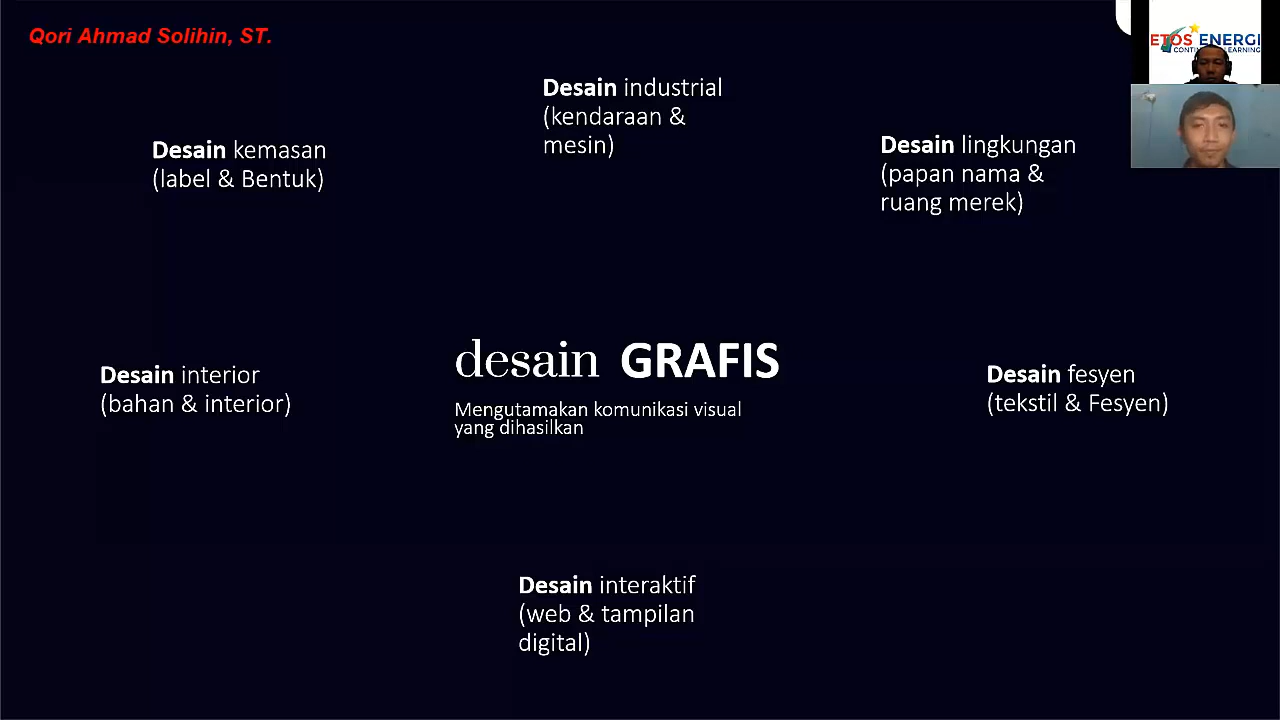 Qori Ahmad Solihin, ST.
ETOS ENERGI
Desain industrial
(kendaraan &
mesin)
Desain kemasan
(label & Bentuk)
Desain lingkungan
(papan nama &
ruang merek)
desain GRAFIS
Mengutamakan komunikasi visual
yang dihasilkan
Desain interior
(bahan & interior)
Desain fesyen
(tekstil & Fesyen)
Desain interaktif
(web & tampilan
digital)